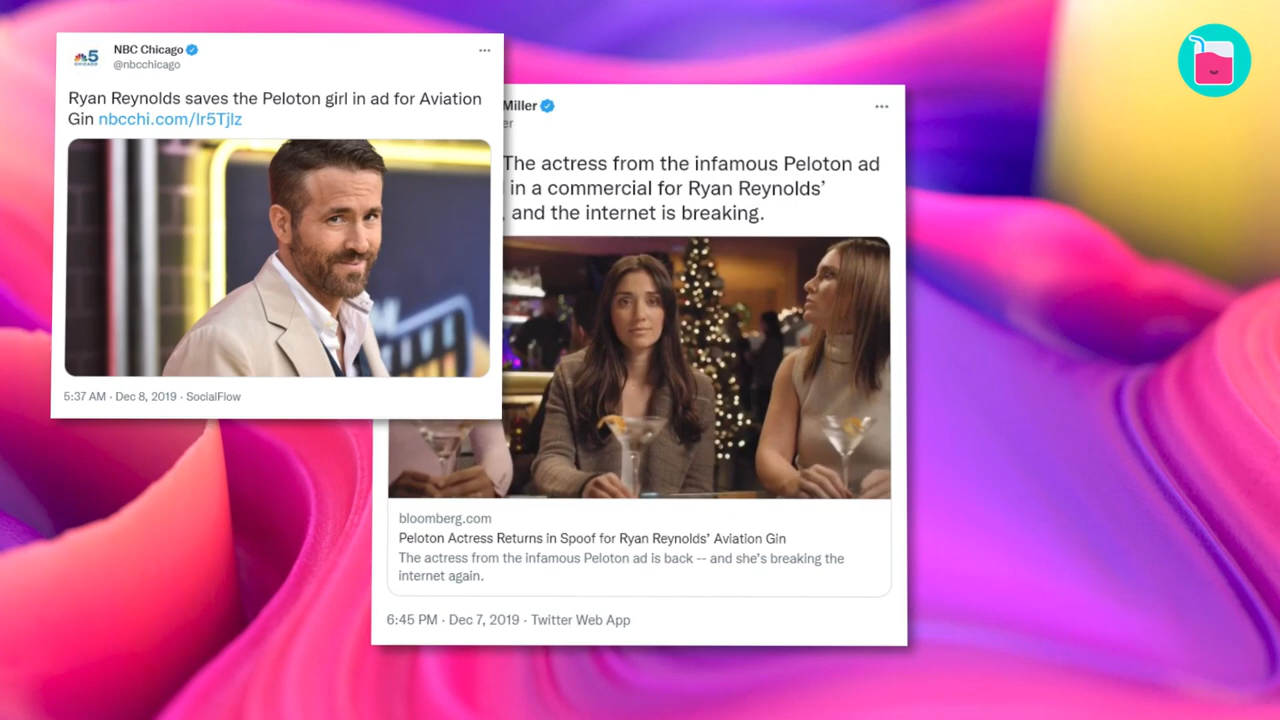 NBC Chicago
@nbcchicago
5
CHICAGO
Ryan Reynolds saves the Peloton girl in ad for Aviation
Gin nbcchi.com/Ir5Tjlz
5:37 AM · Dec 8, 2019 · SocialFlow
Miller
er
The actress from the infamous Peloton ad
in a commercial for Ryan Reynolds’
, and the internet is breaking.
bloomberg.com
Peloton Actress Returns in Spoof for Ryan Reynolds’ Aviation Gin
The actress from the infamous Peloton ad is back -- and she’s breaking the
internet again.
6:45 PM · Dec 7, 2019 · Twitter Web App